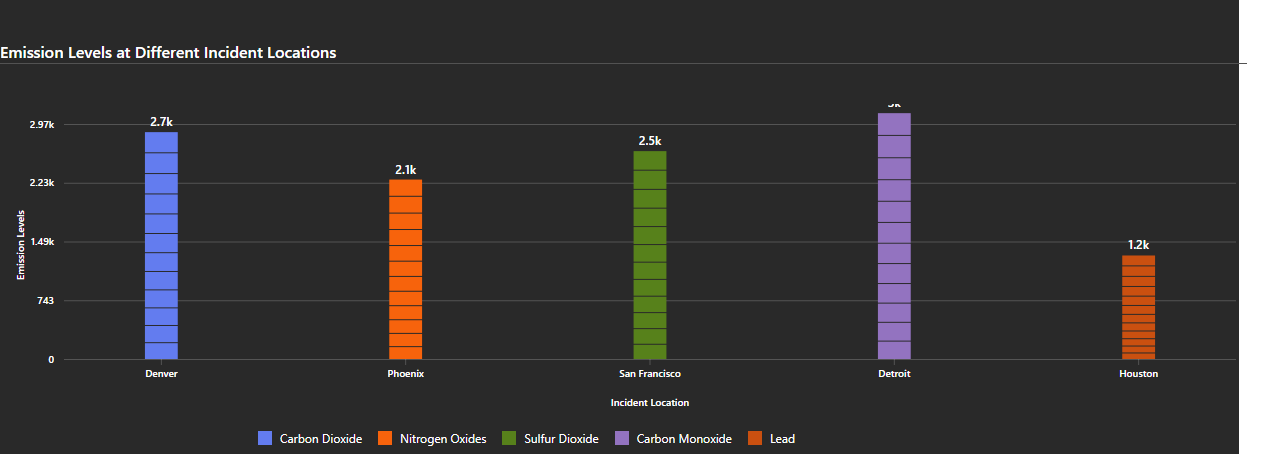 Emission Levels at Different Incident Locations
2.97k
2.23k
1.49k
743
0
Emission Levels
2.7k
2.1k
2.5k
1.2k
Denver
Phoenix
San Francisco
Detroit
Houston
Incident Location
Carbon Dioxide
Nitrogen Oxides
Sulfur Dioxide
Carbon Monoxide
Lead